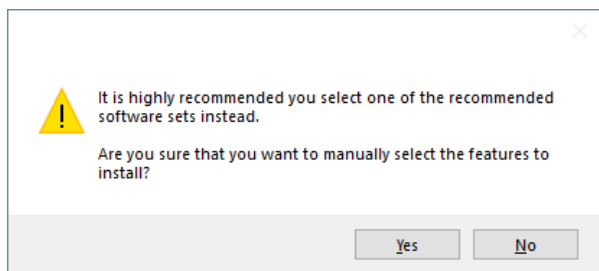 It is highly recommended you select one of the recommended
software sets instead.
Are you sure that you want to manually select the features to
install?
Yes
No